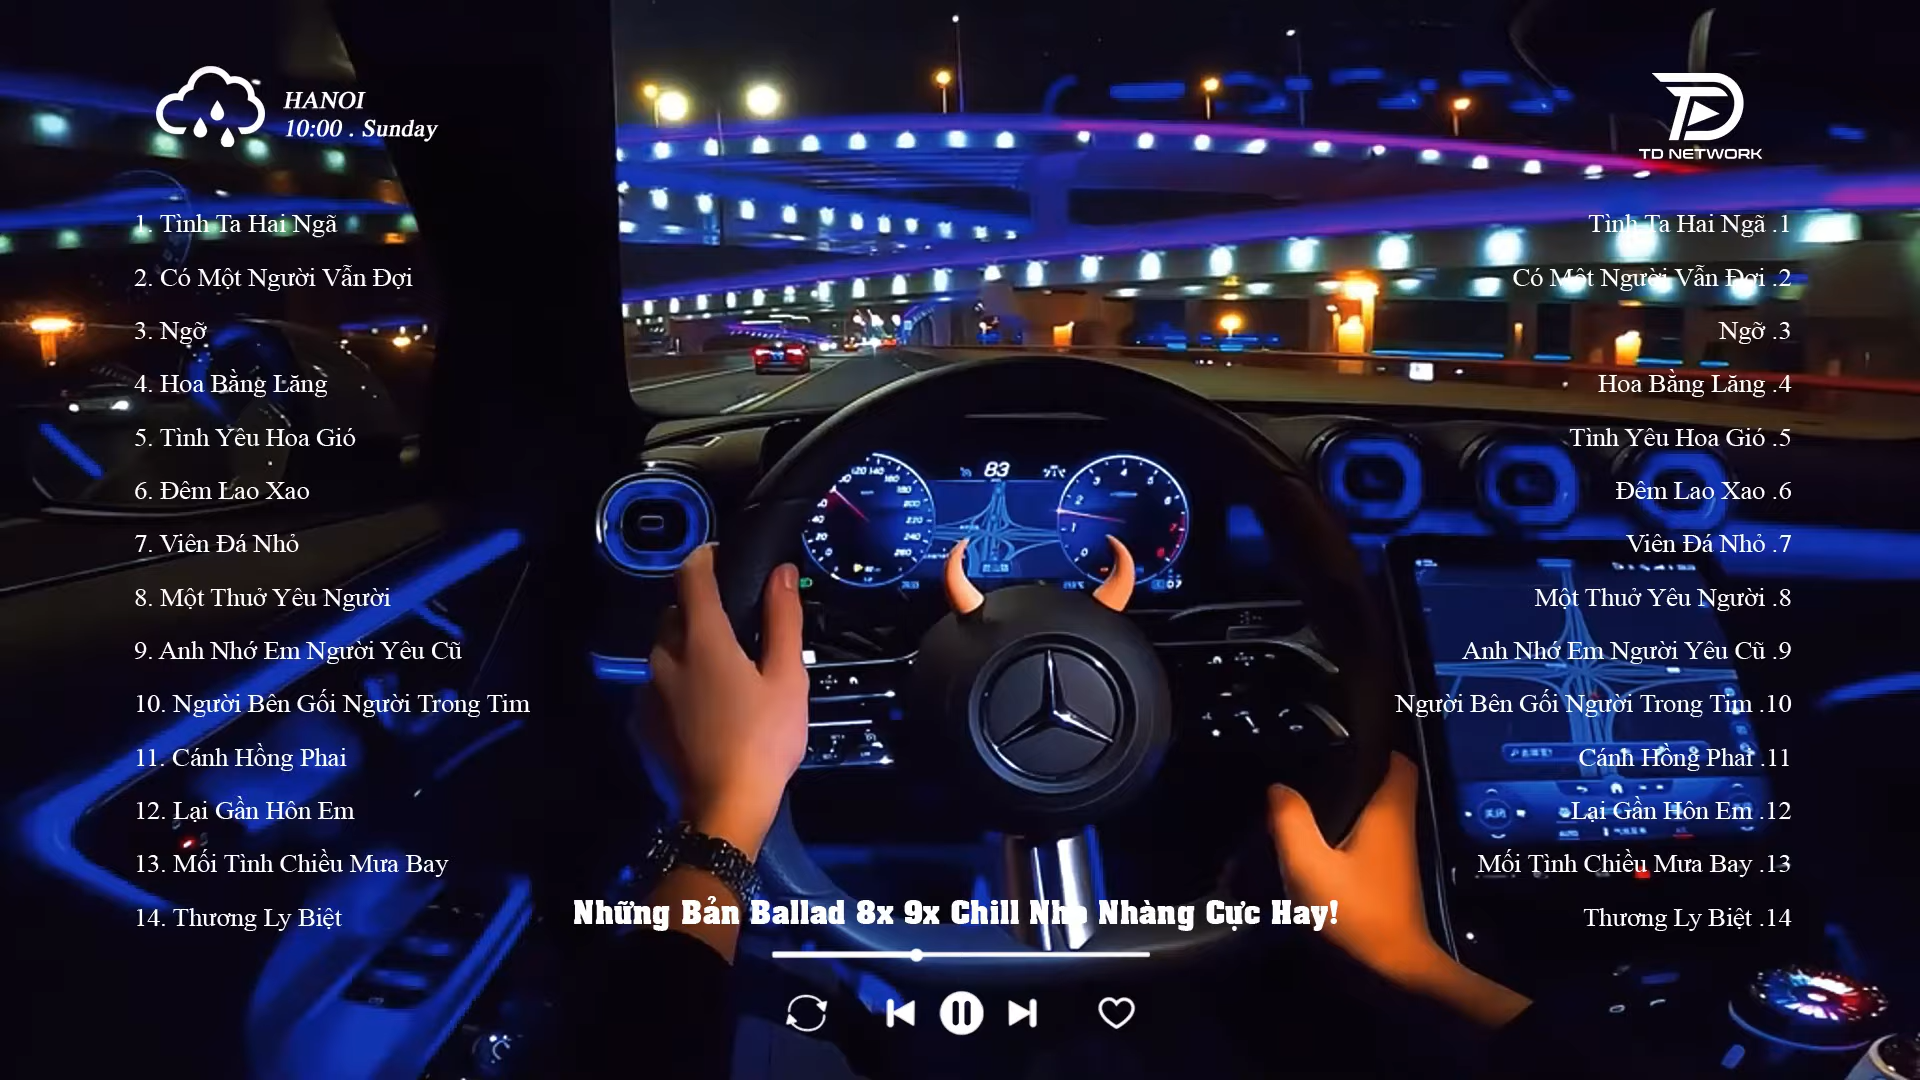 HANOI
10:00 . Sunday
TD NETWORK
1. Tình Ta Hai Ngã
2. Có Một Người Vẫn Đợi
3. Ngỡ
4. Hoa Bằng Lăng
5. Tình Yêu Hoa Gió
6. Đêm Lao Xao
7. Viên Đá Nhỏ
8. Một Thuở Yêu Người
9. Anh Nhớ Em Người Yêu Cũ
10. Người Bên Gối Người Trong Tim
11. Cánh Hồng Phai
12. Lại Gần Hôn Em
13. Mối Tình Chiều Mưa Bay
14. Thương Ly Biệt
Tình Ta Hai Ngã .1
Có Một Người Vẫn Đợi .2
Ngỡ .3
Hoa Bằng Lăng .4
Tình Yêu Hoa Gió .5
Đêm Lao Xao .6
Viên Đá Nhỏ .7
Một Thuở Yêu Người .8
Anh Nhớ Em Người Yêu Cũ .9
Người Bên Gối Người Trong Tim .10
Cánh Hồng Phai .11
Lại Gần Hôn Em .12
Mối Tình Chiều Mưa Bay .13
Thương Ly Biệt .14
83
Những Bản Ballad 8x 9x Chill Nhẹ Nhàng Cực Hay!